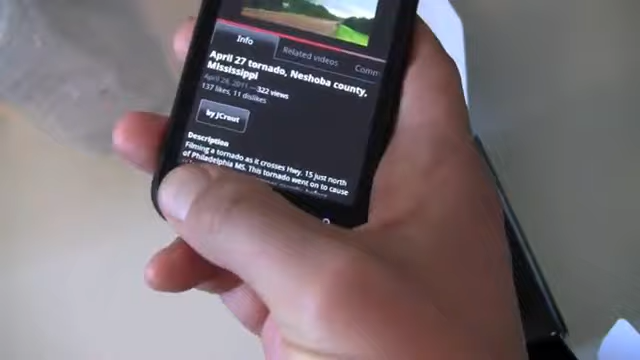 Info
Related videos
Comm
April 27 tornado, Neshoba county,
Mississippi
April 28, 2011 — 322 views
137 likes, 11 dislikes
by JCrout
Description
Filming a tornado as it crosses Hwy. 15 just north
of Philadelphia MS. This tornado went on to cause